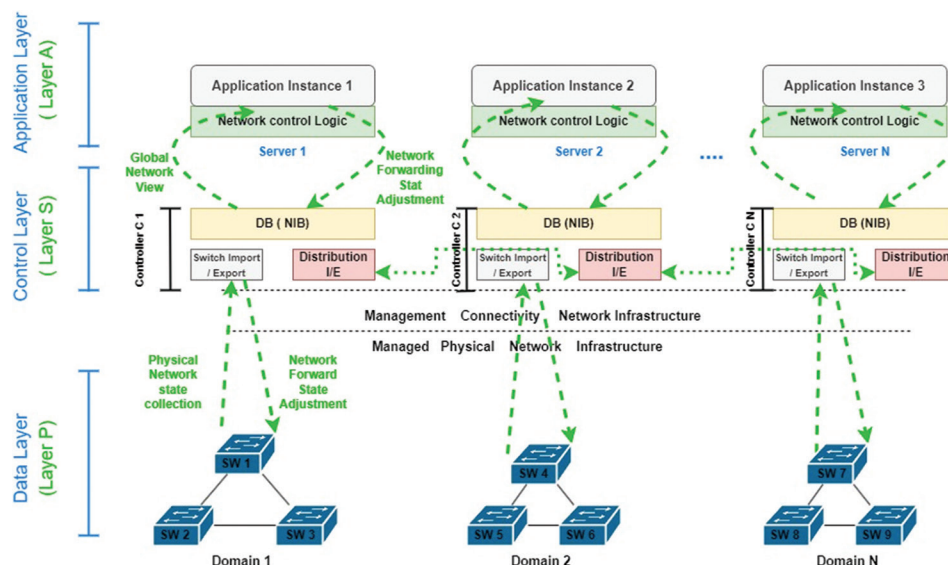 Application Layer
( Layer A)
Application Instance 1
Network control Logic
Server 1
Application Instance 2
Network control Logic
Server 2
....
Application Instance 3
Network control Logic
Server N
Global
Network
View
Network
Forwarding
Stat
Adjustment
Control Layer
( Layer S)
Controller C 1
DB ( NIB)
Switch Import
/ Export
Distribution
I/E
Controller C 2
DB (NIB)
Switch Import
/ Export
Distribution
I/E
Controller C N
DB (NIB)
Switch Import
/ Export
Distribution
I/E
Management Connectivity Network Infrastructure
Managed Physical Network Infrastructure
Physical
Network
state
collection
Network
Forward
State
Adjustment
Data Layer
(Layer P)
SW 1
SW 2
SW 3
Domain 1
SW 4
SW 5
SW 6
Domain 2
SW 7
SW 8
SW 9
Domain N